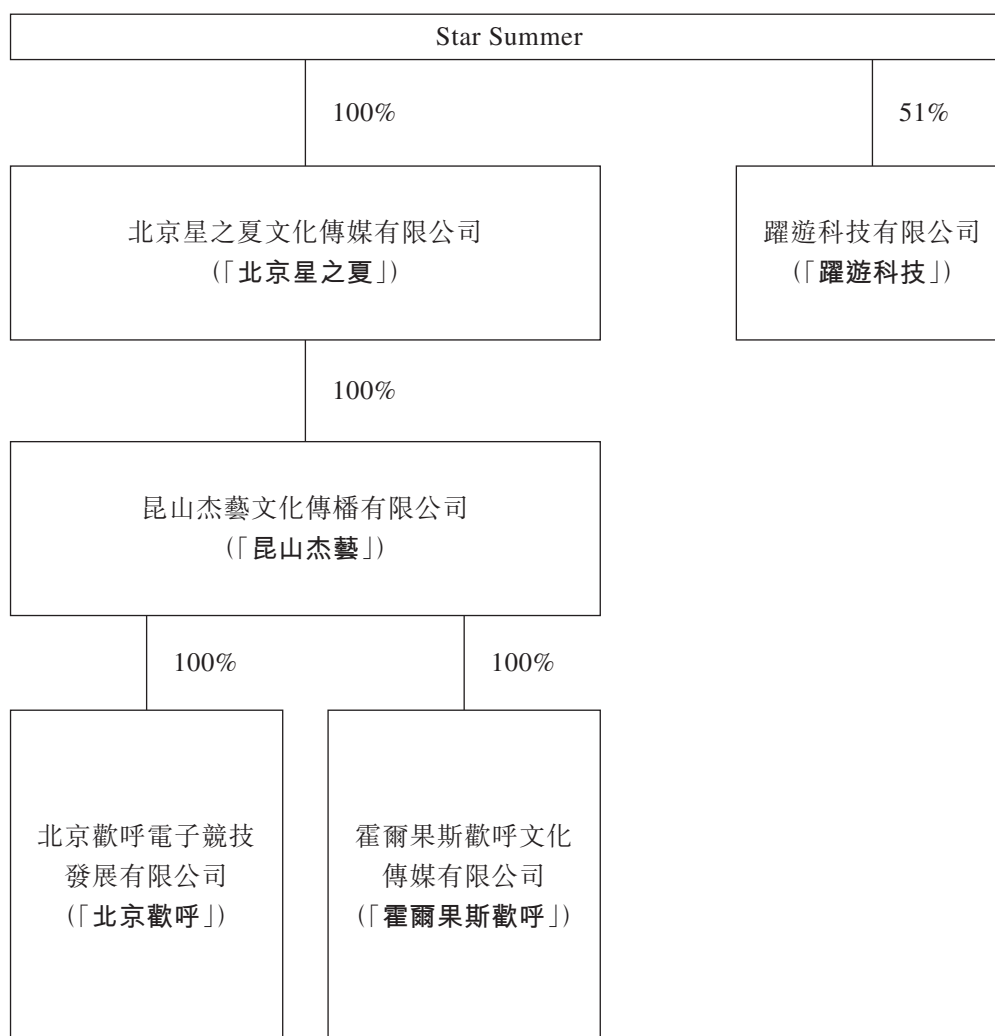 Star Summer
100%
51%
北京星之夏文化傳媒有限公司
(「北京星之夏」)
躍遊科技有限公司
(「躍遊科技」)
100%
昆山杰藝文化傳播有限公司
(「昆山杰藝」)
100%
100%
北京歡呼電子競技
發展有限公司
(「北京歡呼」)
霍爾果斯歡呼文化
傳媒有限公司
(「霍爾果斯歡呼」)